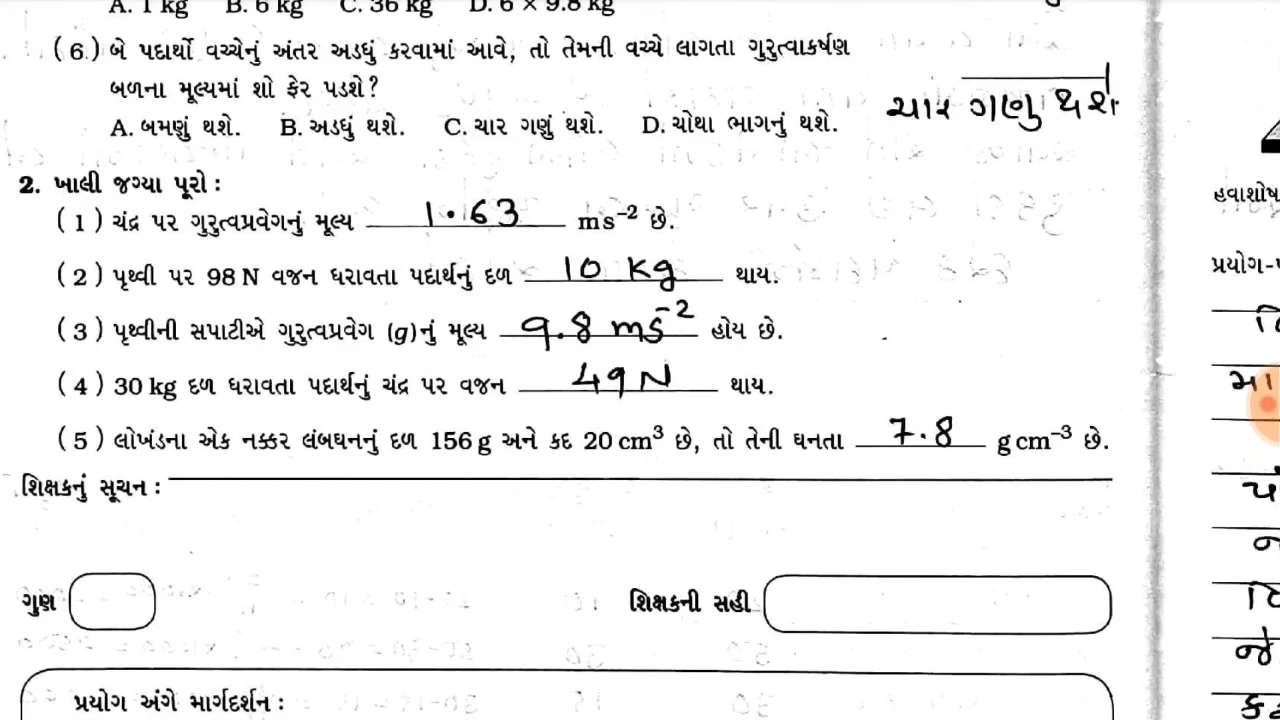 A. 1 kg B. 6 kg C. 36 kg D. 6 × 9.8 kg
( 6 ) બે પદાર્થો વચ્ચેનું અંતર અડધું કરવામાં આવે, તો તેમની વચ્ચે લાગતા ગુરુત્વાકર્ષણ
બળના મૂલ્યમાં શો ફેર પડશે?
ચાર ગણુ થશે
A. બમણું થશે. B. અડધું થશે. C. ચાર ગણું થશે. D. ચોથા ભાગનું થશે.
2. ખાલી જગ્યા પૂરો :
( 1 ) ચંદ્ર પર ગુરુત્વપ્રવેગનું મૂલ્ય 1.63 ms⁻² છે.
( 2 ) પૃથ્વી પર 98 N વજન ધરાવતા પદાર્થનું દળ 10 kg થાય.
( 3 ) પૃથ્વીની સપાટીએ ગુરુત્વપ્રવેગ (g)નું મૂલ્ય 9.8 ms⁻² હોય છે.
( 4 ) 30 kg દળ ધરાવતા પદાર્થનું ચંદ્ર પર વજન 49 N થાય.
( 5 ) લોખંડના એક નક્કર લંબઘનનું દળ 156 g અને કદ 20 cm³ છે, તો તેની ઘનતા 7.8 g cm⁻³ છે.
શિક્ષકનું સૂચન :
ગુણ
શિક્ષકની સહી
પ્રયોગ અંગે માર્ગદર્શન :
હવાશોષ
પ્રયોગ-